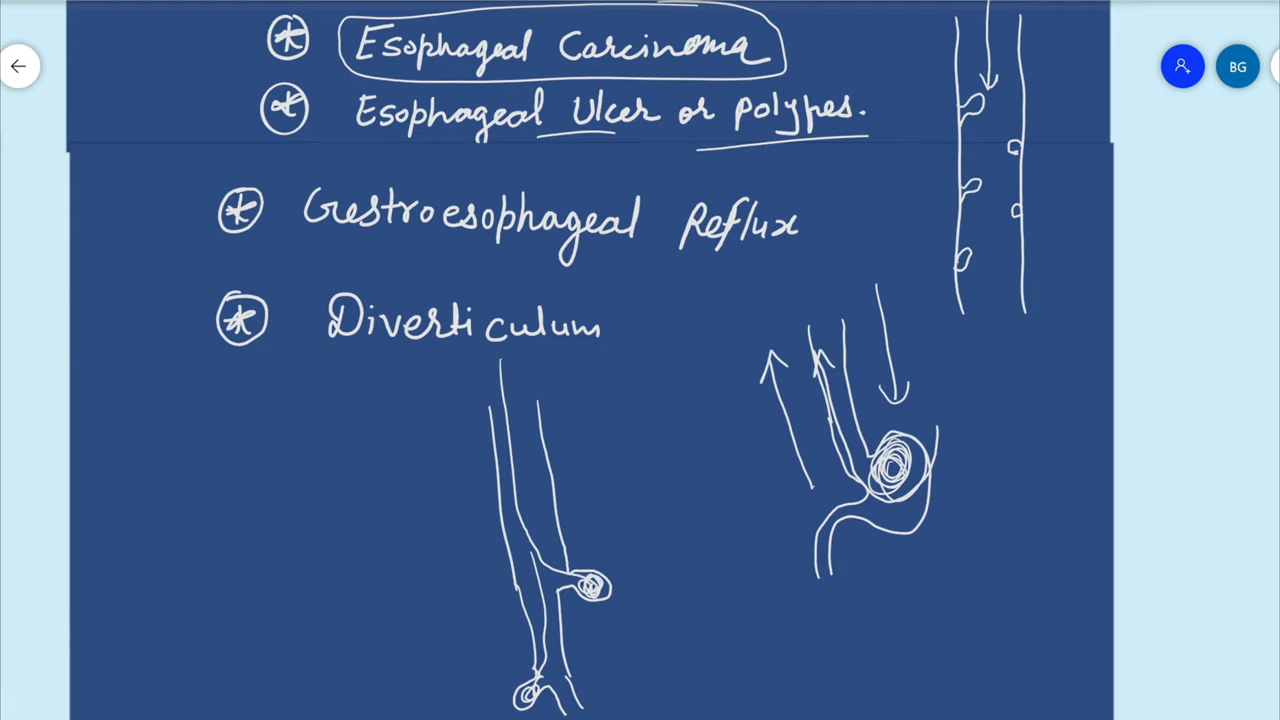 * Esophageal Carcinoma
* Esophageal Ulcer or Polypes.
* Gestroesophageal Reflux
* Diverticulum
BG